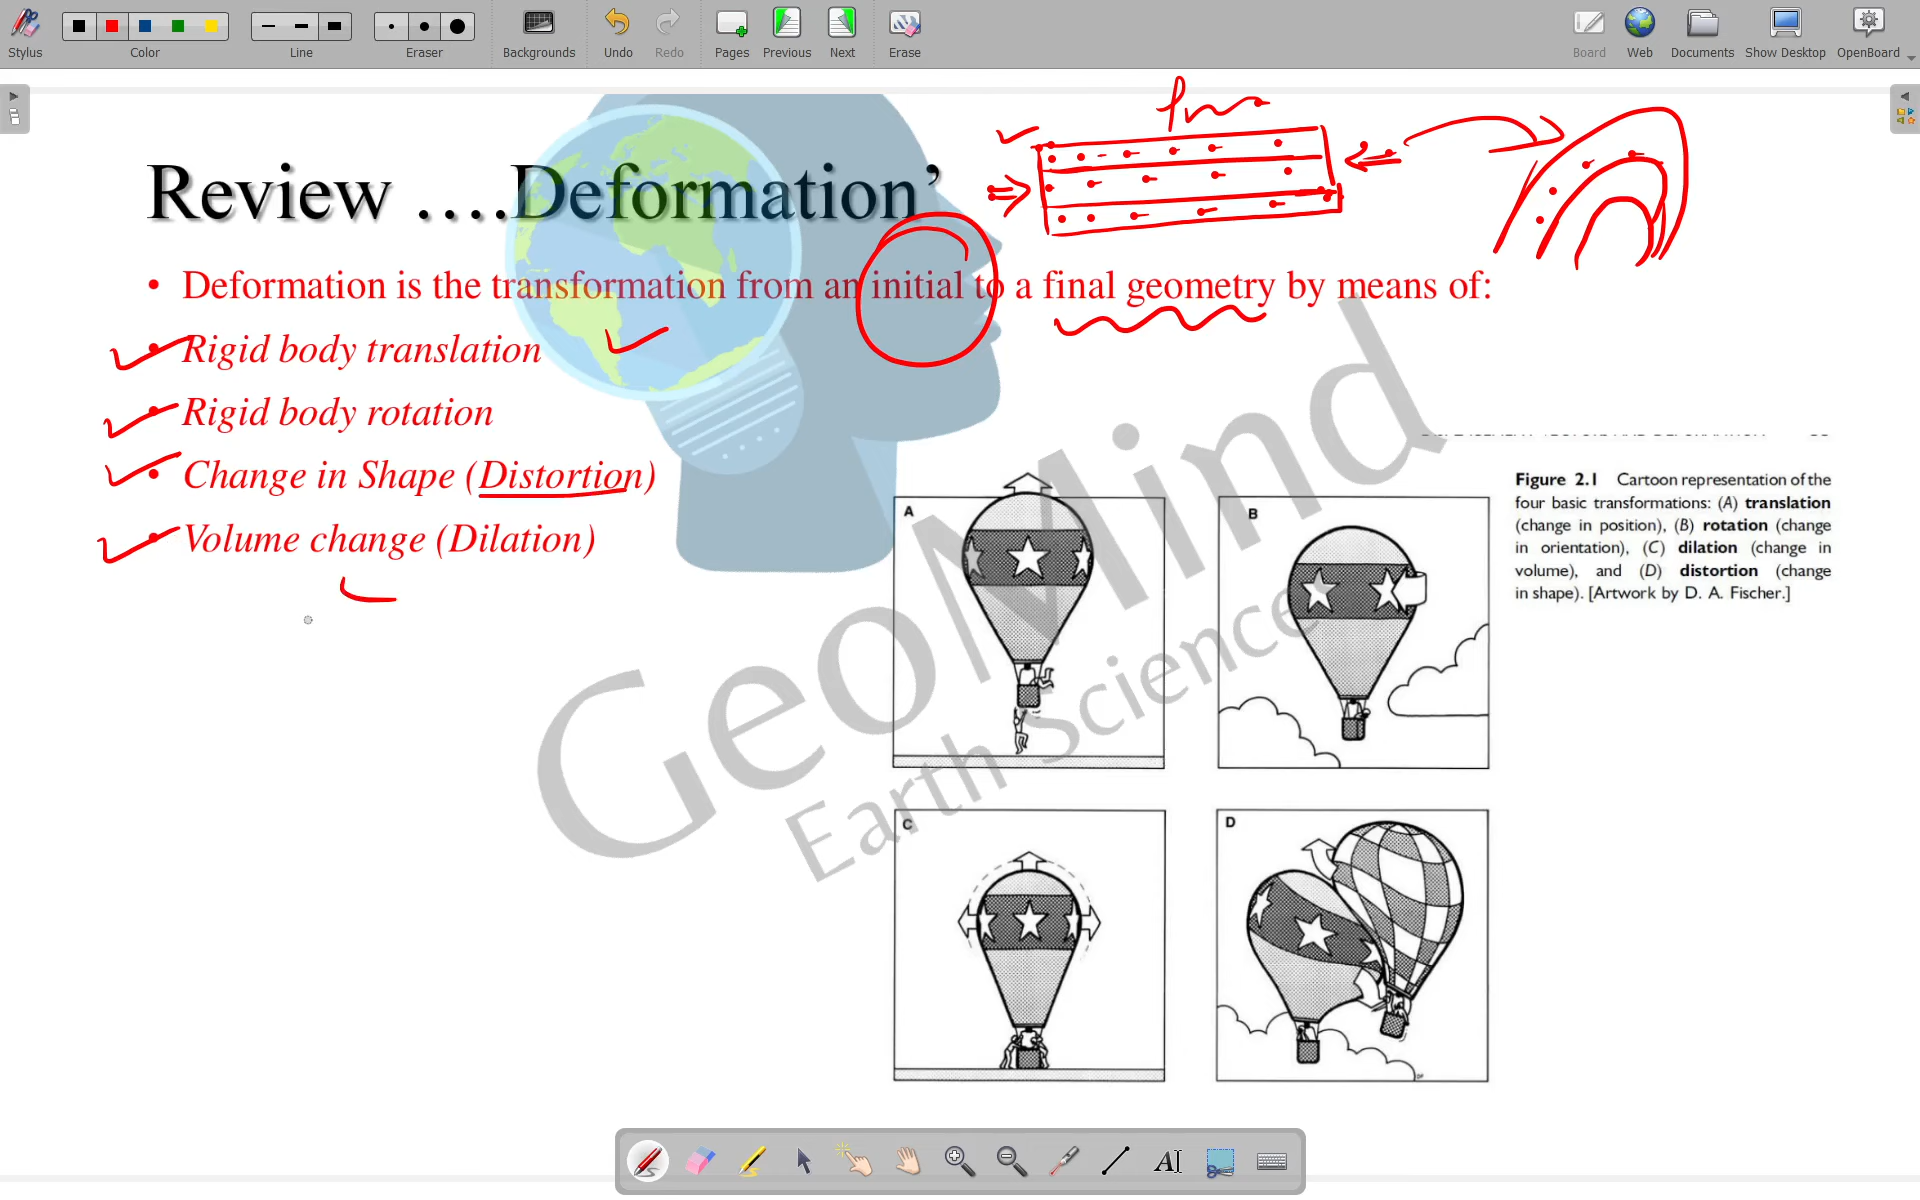 Stylus
Color
Line
Eraser
Backgrounds
Undo
Redo
Pages
Previous
Next
Erase
Board
Web
Documents
Show Desktop
OpenBoard
Review ….Deformation’
• Deformation is the transformation from an initial to a final geometry by means of:
• Rigid body translation
• Rigid body rotation
• Change in Shape (Distortion)
• Volume change (Dilation)
GeoMind
Earth Science
A
B
C
D
Figure 2.1 Cartoon representation of the
four basic transformations: (A) translation
(change in position), (B) rotation (change
in orientation), (C) dilation (change in
volume), and (D) distortion (change
in shape). [Artwork by D. A. Fischer.]